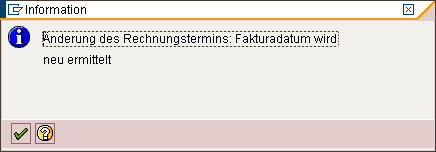 Information
Änderung des Rechnungstermins: Fakturadatum wird
neu ermittelt